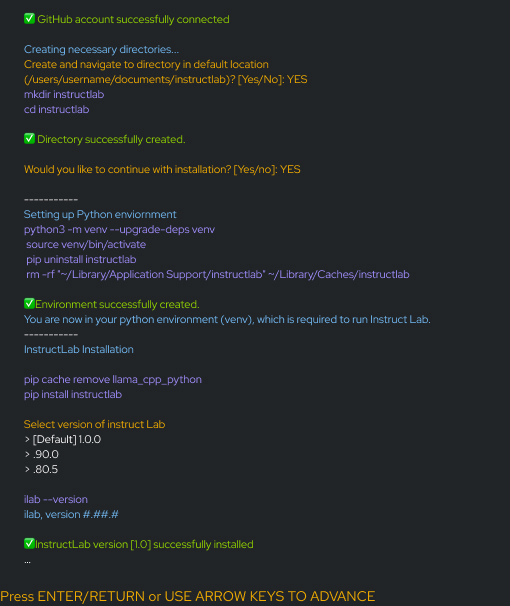 ✅ GitHub account successfully connected
Creating necessary directories...
Create and navigate to directory in default location
(/users/username/documents/instructlab)? [Yes/No]: YES
mkdir instructlab
cd instructlab
✅ Directory successfully created.
Would you like to continue with installation? [Yes/no]: YES
-----------
Setting up Python enviornment
python3 -m venv --upgrade-deps venv
source venv/bin/activate
pip uninstall instructlab
rm -rf "~/Library/Application Support/instructlab" ~/Library/Caches/instructlab
✅Environment successfully created.
You are now in your python environment (venv), which is required to run Instruct Lab.
-----------
InstructLab Installation
pip cache remove llama_cpp_python
pip install instructlab
Select version of instruct Lab
> [Default] 1.0.0
> .90.0
> .80.5
ilab --version
ilab, version #.##.#
✅InstructLab version [1.0] successfully installed
...
Press ENTER/RETURN or USE ARROW KEYS TO ADVANCE